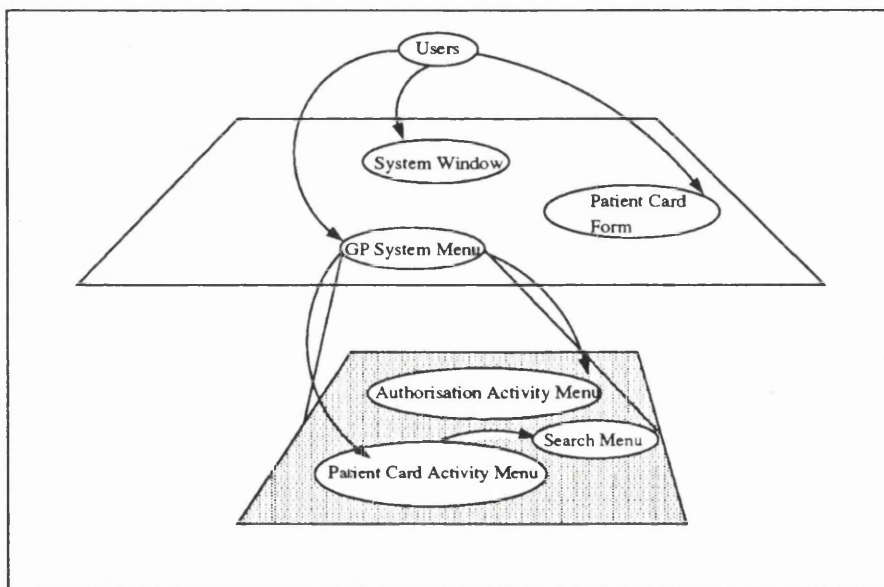 Users
System Window
Patient Card
Form
GP System Menu
Authorisation Activity Menu
Search Menu
Patient Card Activity Menu